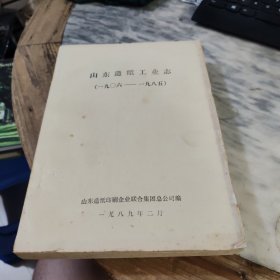 山东造纸工业志
(一九〇六——一九八五)
山东造纸印刷企业联合集团总公司编
一九八九年二月